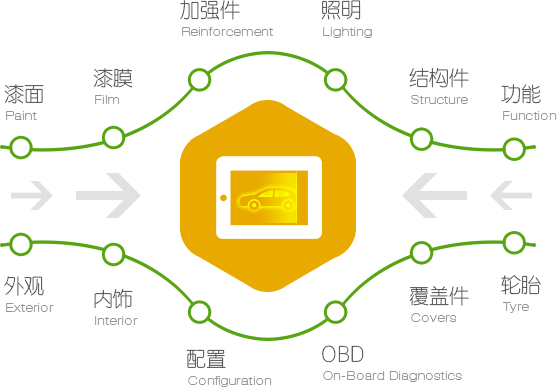 加强件
Reinforcement
照明
Lighting
漆面
Paint
漆膜
Film
结构件
Structure
功能
Function
外观
Exterior
内饰
Interior
配置
Configuration
OBD
On-Board Diagnostics
覆盖件
Covers
轮胎
Tyre